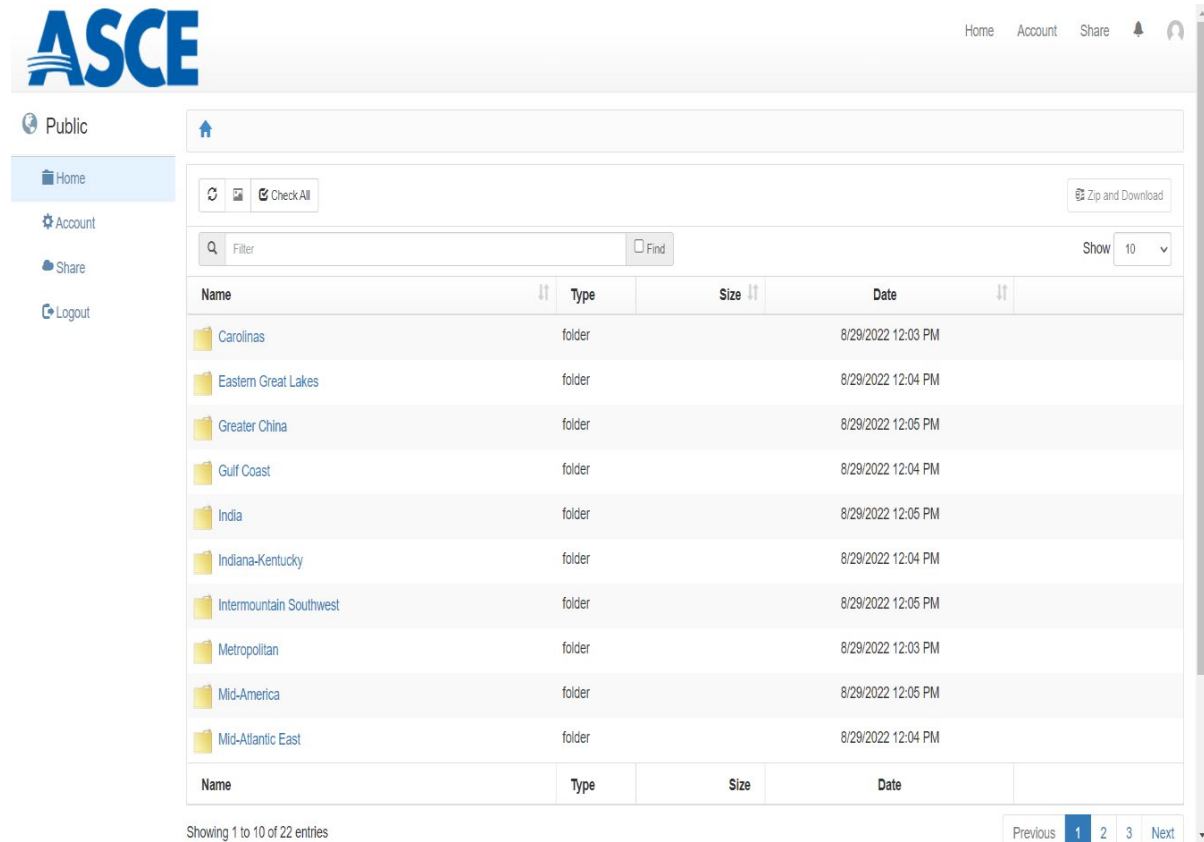 ASCE
Home Account Share
Public
Home
Account
Share
Logout
Check All
Zip and Download
Filter
Find
Show 10
Name Type Size Date
Carolinas folder 8/29/2022 12:03 PM
Eastern Great Lakes folder 8/29/2022 12:04 PM
Greater China folder 8/29/2022 12:05 PM
Gulf Coast folder 8/29/2022 12:04 PM
India folder 8/29/2022 12:05 PM
Indiana-Kentucky folder 8/29/2022 12:04 PM
Intermountain Southwest folder 8/29/2022 12:05 PM
Metropolitan folder 8/29/2022 12:03 PM
Mid-America folder 8/29/2022 12:05 PM
Mid-Atlantic East folder 8/29/2022 12:04 PM
Name Type Size Date
Showing 1 to 10 of 22 entries
Previous 1 2 3 Next